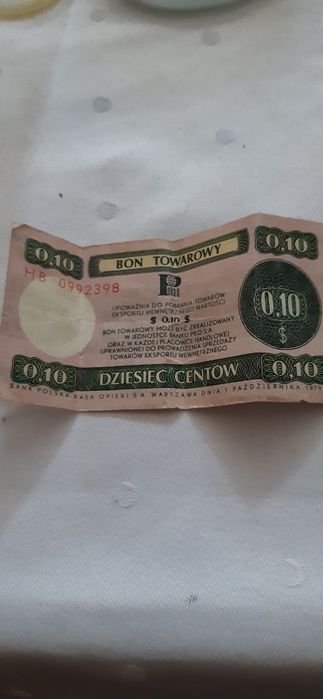 0,10 BON TOWAROWY 0,10
HB 0992398
UPOWAŻNIA DO POBRANIA TOWARÓW
EKSPORTU WEWNĘTRZNEGO WARTOŚCI
$ 0,10 $
BON TOWAROWY MOŻE BYĆ ZREALIZOWANY
W JEDNOSTCE BANKU PKO S.A.
ORAZ W KAŻDEJ PLACÓWCE HANDLOWEJ
UPRAWNIONEJ DO PROWADZENIA SPRZEDAŻY
TOWARÓW EKSPORTU WEWNĘTRZNEGO
0,10
$
0,10 DZIESIĘĆ CENTÓW 0,10
BANK POLSKA KASA OPIEKI S.A. WARSZAWA DNIA 1 PAŹDZIERNIKA 1979